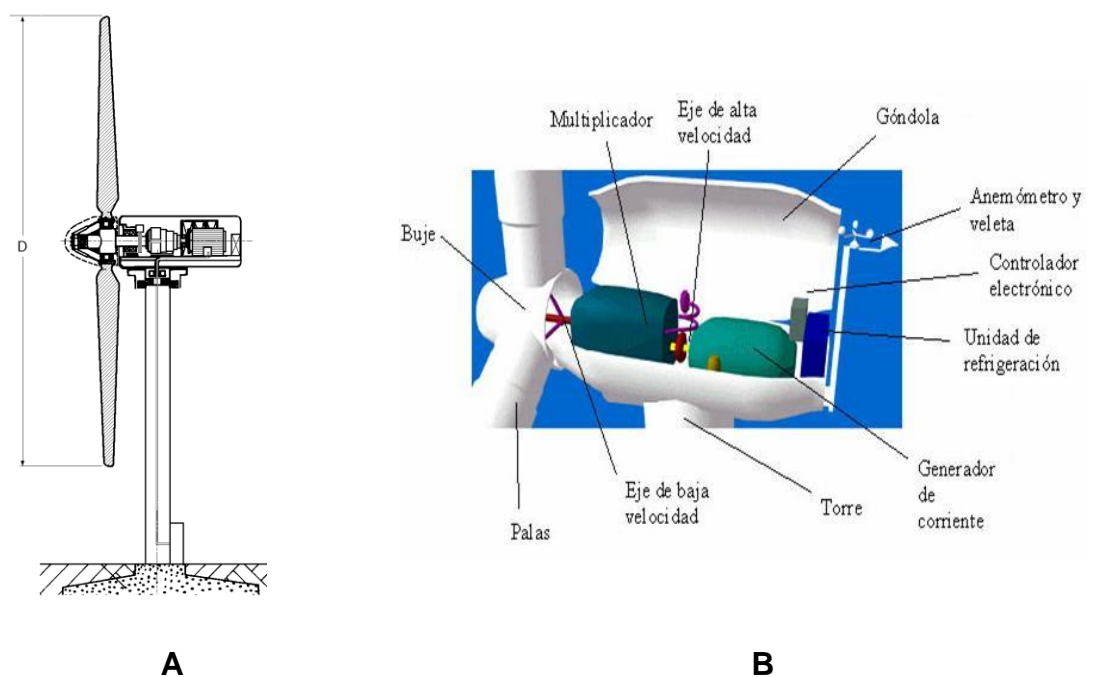 D
Multiplicador
Eje de alta
velocidad
Góndola
Anemómetro y
veleta
Buje
Controlador
electrónico
Unidad de
refrigeración
Generador
de
corriente
Eje de baja
velocidad
Torre
Palas
A
B